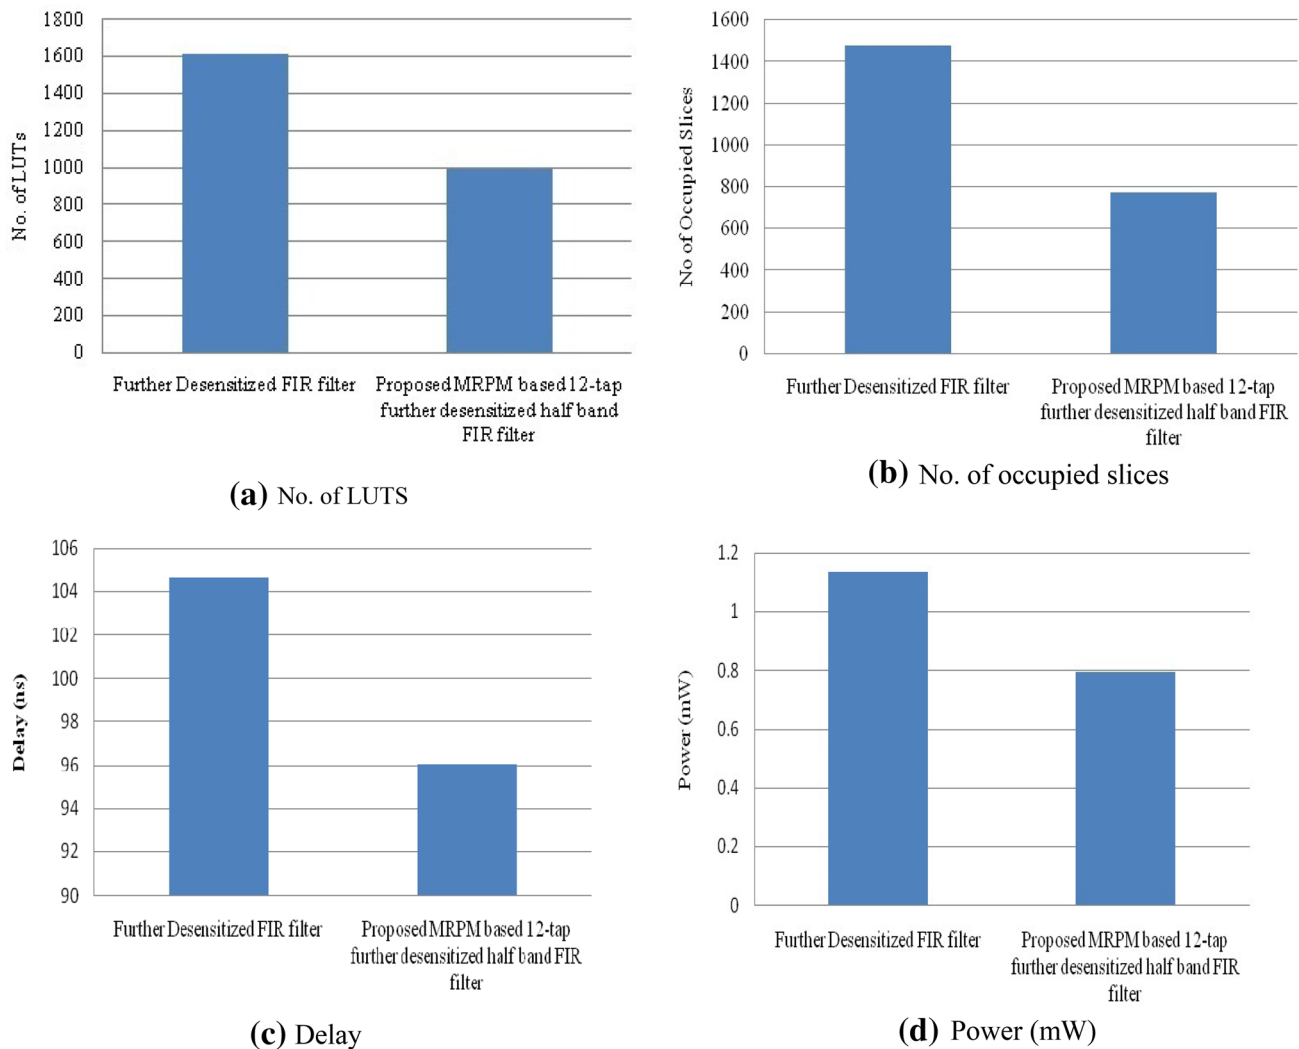 1800
1600
1400
1200
1000
800
600
400
200
0
No. of LUTs
Further Desensitized FIR filter
Proposed MRPM based 12-tap
further desensitized half band
FIR filter
(a) No. of LUTS
1600
1400
1200
1000
800
600
400
200
0
No of Occupied Slices
Further Desensitized FIR filter
Proposed MRPM based 12-tap
further desensitized half band FIR
filter
(b) No. of occupied slices
106
104
102
100
98
96
94
92
90
Delay (ns)
Further Desensitized FIR filter
Proposed MRPM based 12-tap
further desensitized half band FIR
filter
(c) Delay
1.2
1
0.8
0.6
0.4
0.2
0
Power (mW)
Further Desensitized FIR filter
Proposed MRPM based 12-tap
further desensitized half band FIR
filter
(d) Power (mW)